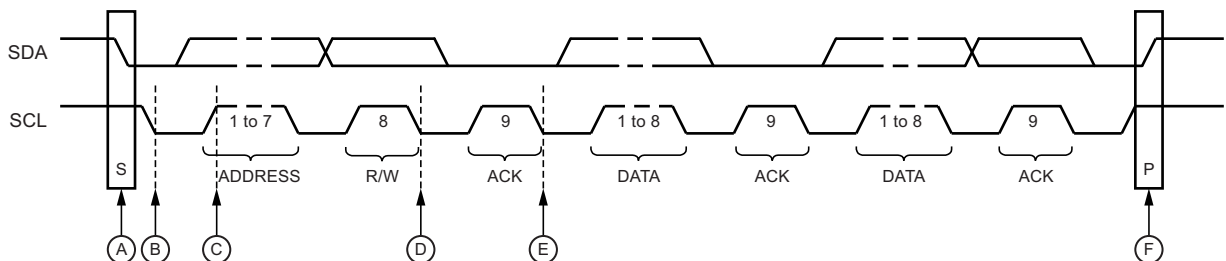 SDA
SCL
1 to 7
8
9
1 to 8
9
1 to 8
9
S
ADDRESS
R/W
ACK
DATA
ACK
DATA
ACK
P
A
B
C
D
E
F